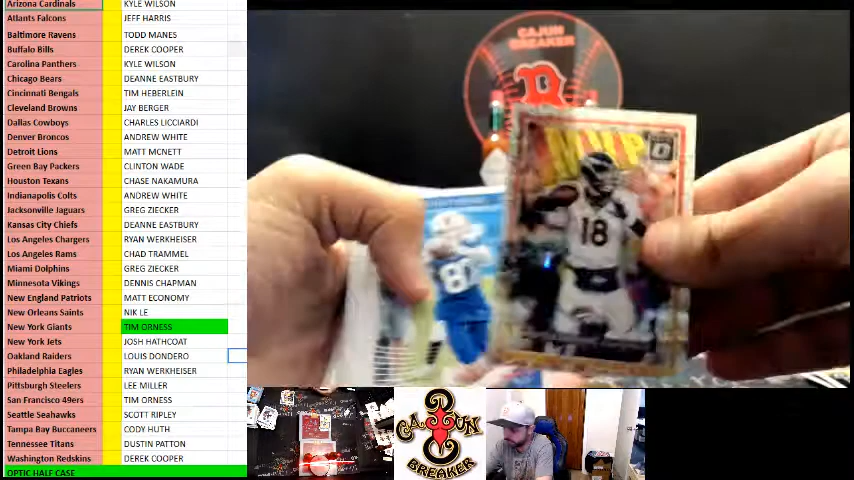 Arizona Cardinals KYLE WILSON
Atlants Falcons JEFF HARRIS
Baltimore Ravens TODD MANES
Buffalo Bills DEREK COOPER
Carolina Panthers KYLE WILSON
Chicago Bears DEANNE EASTBURY
Cincinnati Bengals TIM HEBERLEIN
Cleveland Browns JAY BERGER
Dallas Cowboys CHARLES LICCIARDI
Denver Broncos ANDREW WHITE
Detroit Lions MATT MCNETT
Green Bay Packers CLINTON WADE
Houston Texans CHASE NAKAMURA
Indianapolis Colts ANDREW WHITE
Jacksonville Jaguars GREG ZIECKER
Kansas City Chiefs DEANNE EASTBURY
Los Angeles Chargers RYAN WERKHEISER
Los Angeles Rams CHAD TRAMMEL
Miami Dolphins GREG ZIECKER
Minnesota Vikings DENNIS CHAPMAN
New England Patriots MATT ECONOMY
New Orleans Saints NIK LE
New York Giants TIM ORNESS
New York Jets JOSH HATHCOAT
Oakland Raiders LOUIS DONDERO
Philadelphia Eagles RYAN WERKHEISER
Pittsburgh Steelers LEE MILLER
San Francisco 49ers TIM ORNESS
Seattle Seahawks SCOTT RIPLEY
Tampa Bay Buccaneers CODY HUTH
Tennessee Titans DUSTIN PATTON
Washington Redskins DEREK COOPER
OPTIC HALF CASE
CAJUN
BREAKER
B
MVP
18
CAJUN
BREAKER